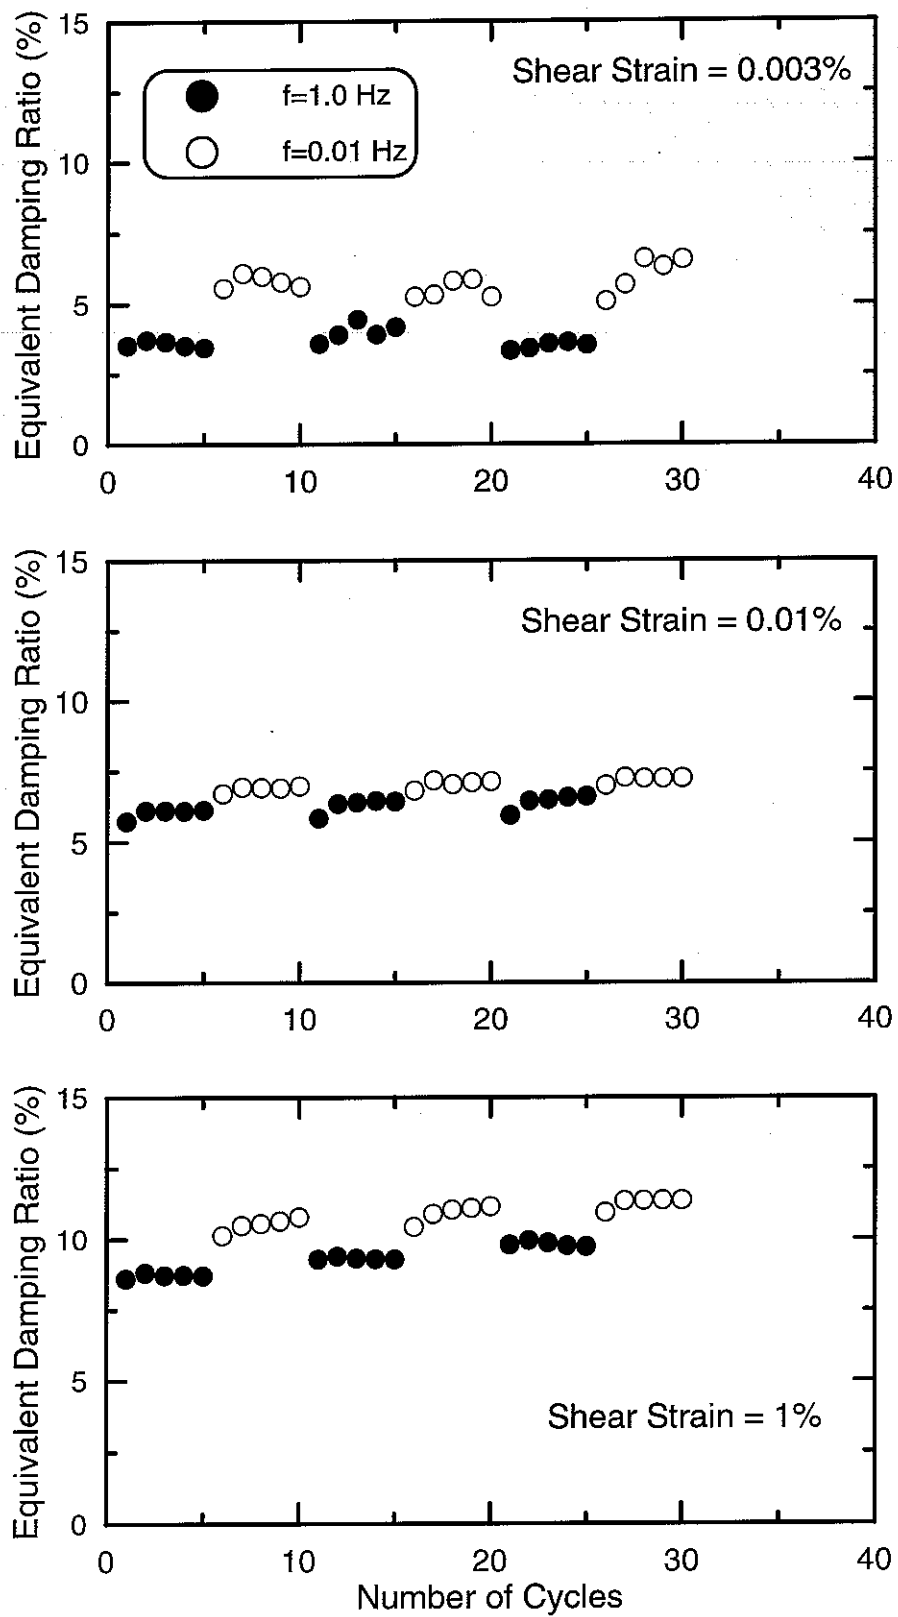 Equivalent Damping Ratio (%)
15
10
5
0
Shear Strain = 0.003%
f=1.0 Hz
f=0.01 Hz
0 10 20 30 40
Equivalent Damping Ratio (%)
15
10
5
0
Shear Strain = 0.01%
0 10 20 30 40
Equivalent Damping Ratio (%)
15
10
5
0
Shear Strain = 1%
0 10 20 30 40
Number of Cycles